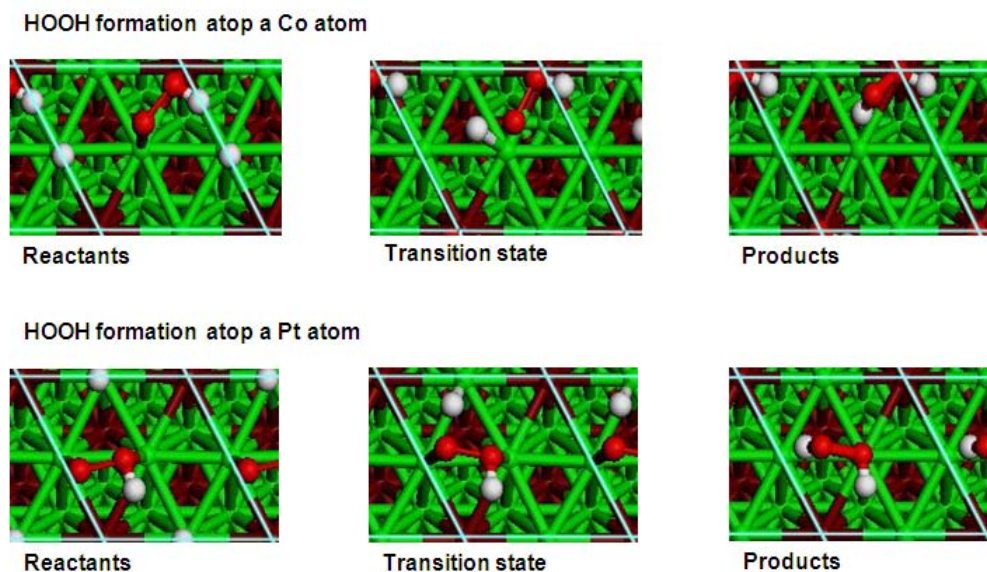 HOOH formation atop a Co atom
Reactants
Transition state
Products
HOOH formation atop a Pt atom
Reactants
Transition state
Products